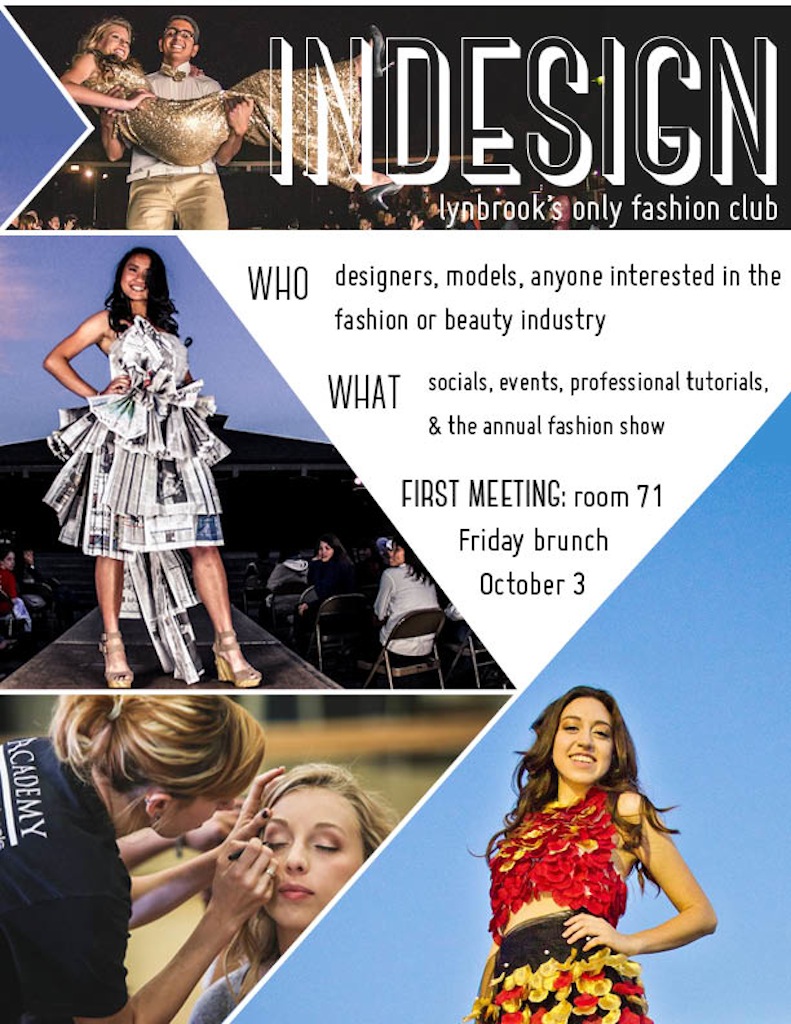 INDESIGN
lynbrook's only fashion club
WHO designers, models, anyone interested in the
fashion or beauty industry
WHAT socials, events, professional tutorials,
& the annual fashion show
FIRST MEETING: room 71
Friday brunch
October 3
ACADEMY